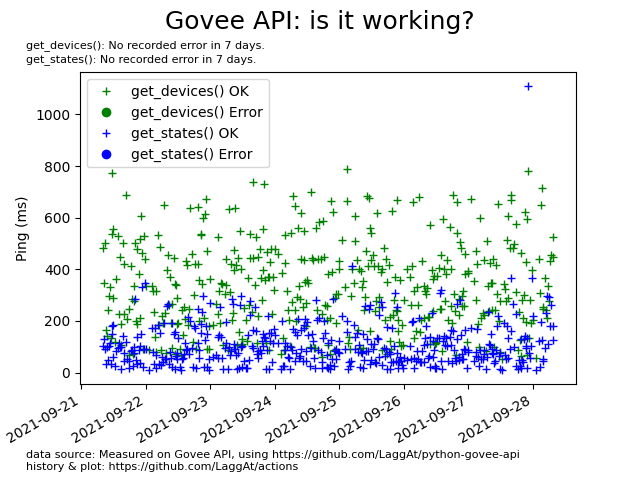 Govee API: is it working?
get_devices(): No recorded error in 7 days.
get_states(): No recorded error in 7 days.
get_devices() OK
get_devices() Error
get_states() OK
get_states() Error
Ping (ms)
1000
800
600
400
200
0
2021-09-21
2021-09-22
2021-09-23
2021-09-24
2021-09-25
2021-09-26
2021-09-27
2021-09-28
data source: Measured on Govee API, using https://github.com/LaggAt/python-govee-api
history & plot: https://github.com/LaggAt/actions